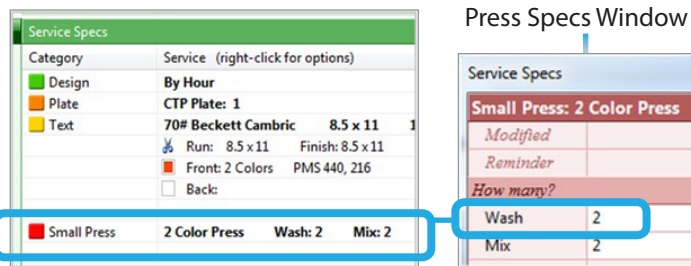 Press Specs Window
Service Specs
Category Service (right-click for options)
Design By Hour
Plate CTP Plate: 1
Text 70# Beckett Cambric 8.5 x 11 1
Run: 8.5 x 11 Finish: 8.5 x 11
Front: 2 Colors PMS 440, 216
Back:
Small Press 2 Color Press Wash: 2 Mix: 2
Service Specs
Small Press: 2 Color Press
Modified
Reminder
How many?
Wash 2
Mix 2